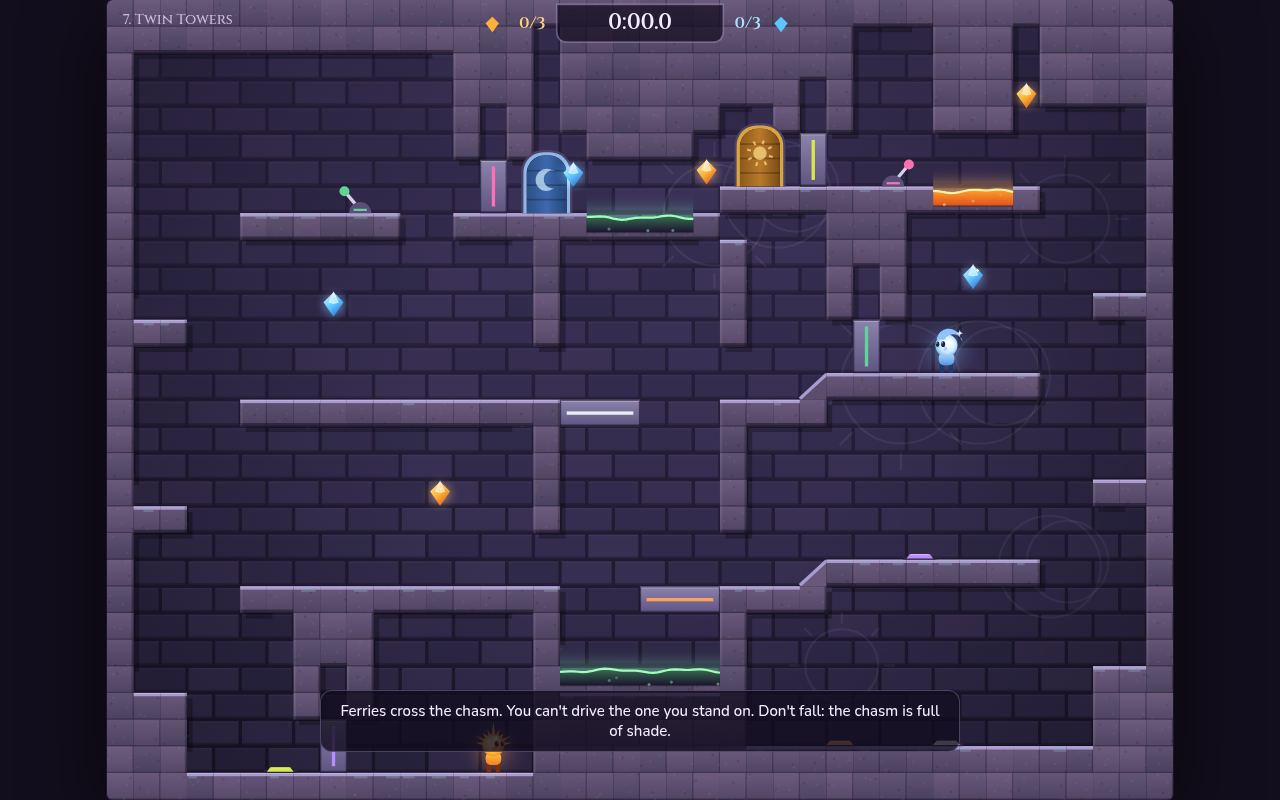 7. Twin Towers
0/3
0:00.0
0/3
Ferries cross the chasm. You can't drive the one you stand on. Don't fall: the chasm is full
of shade.